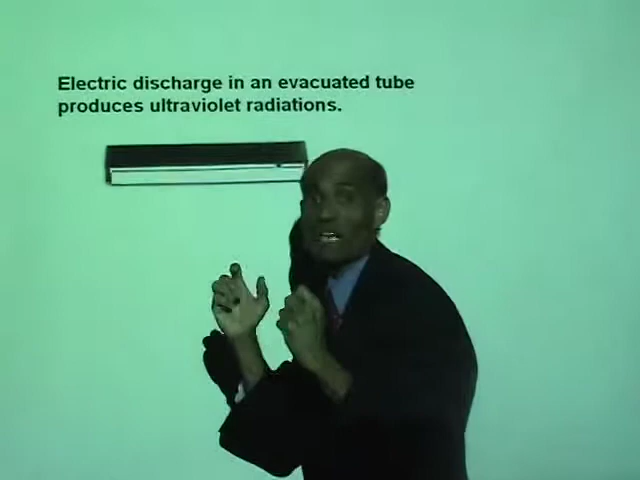 Electric discharge in an evacuated tube
produces ultraviolet radiations.